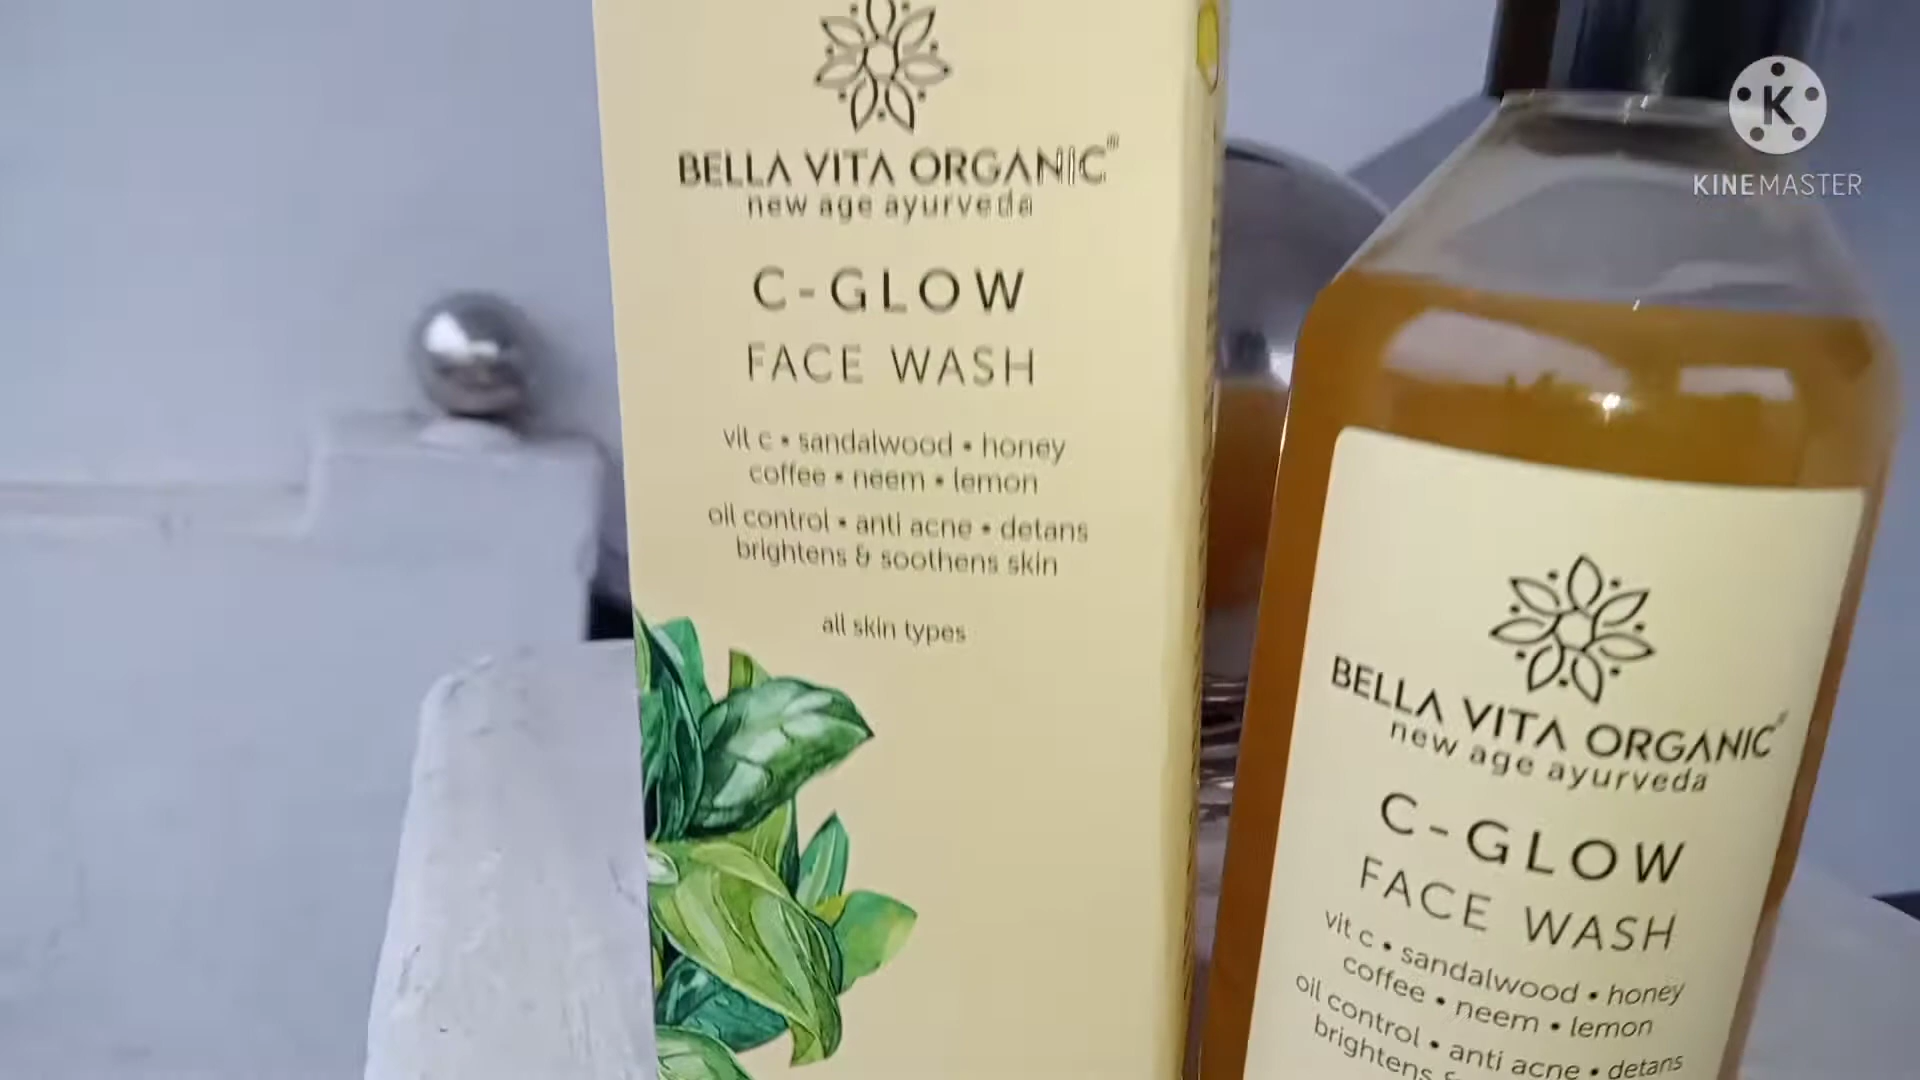 BELLA VITA ORGANIC
new age ayurveda
C-GLOW
FACE WASH
vit c • sandalwood • honey
coffee • neem • lemon
oil control • anti acne • detans
brightens & soothens skin
all skin types
K
KINEMASTER
BELLA VITA ORGANIC
new age ayurveda
C-GLOW
FACE WASH
vit c • sandalwood • honey
coffee • neem • lemon
oil control • anti acne • detans
brightens &